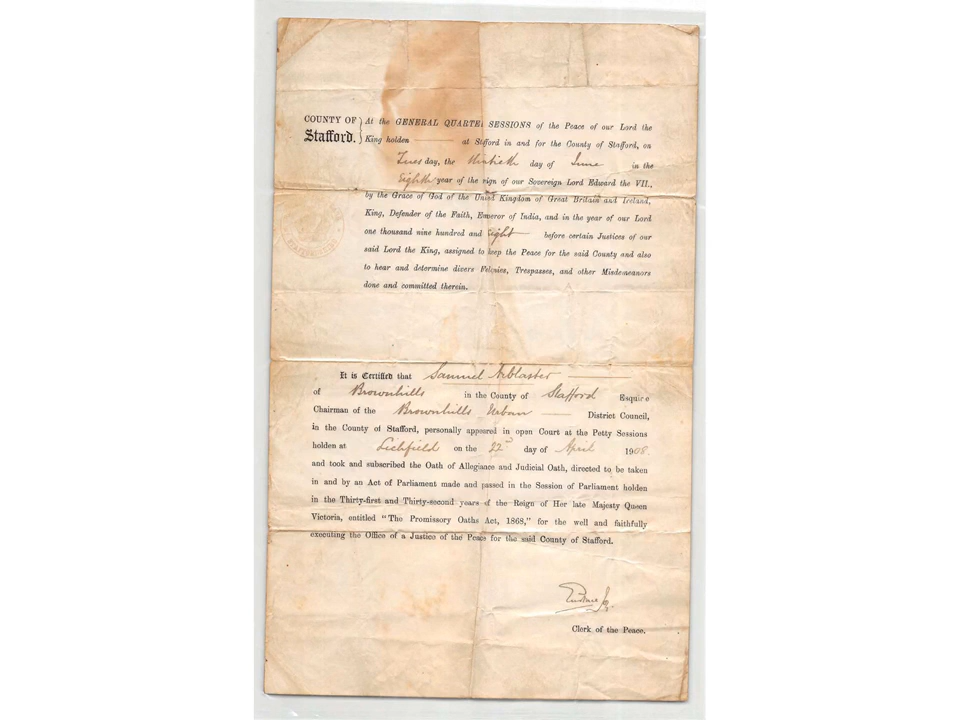 COUNTY OF } At the GENERAL QUARTER SESSIONS of the Peace of our Lord the
Stafford. } King holden ——— at Stafford in and for the County of Stafford, on
Tuesday, the thirtieth day of June in the
Eighth year of the reign of our Sovereign Lord Edward the VII.,
by the Grace of God of the United Kingdom of Great Britain and Ireland,
King, Defender of the Faith, Emperor of India, and in the year of our Lord
one thousand nine hundred and Eight before certain Justices of our
said Lord the King, assigned to keep the Peace for the said County and also
to hear and determine divers Felonies, Trespasses, and other Misdemeanors
done and committed therein.
It is Certified that Samuel Arblaster ———
of Brownhills in the County of Stafford Esquire
Chairman of the Brownhills Urban — District Council,
in the County of Stafford, personally appeared in open Court at the Petty Sessions
holden at Lichfield on the 22nd day of April 1908.
and took and subscribed the Oath of Allegiance and Judicial Oath, directed to be taken
in and by an Act of Parliament made and passed in the Session of Parliament holden
in the Thirty-first and Thirty-second years of the Reign of Her late Majesty Queen
Victoria, entitled "The Promissory Oaths Act, 1868," for the well and faithfully
executing the Office of a Justice of the Peace for the said County of Stafford.
Clerk of the Peace.